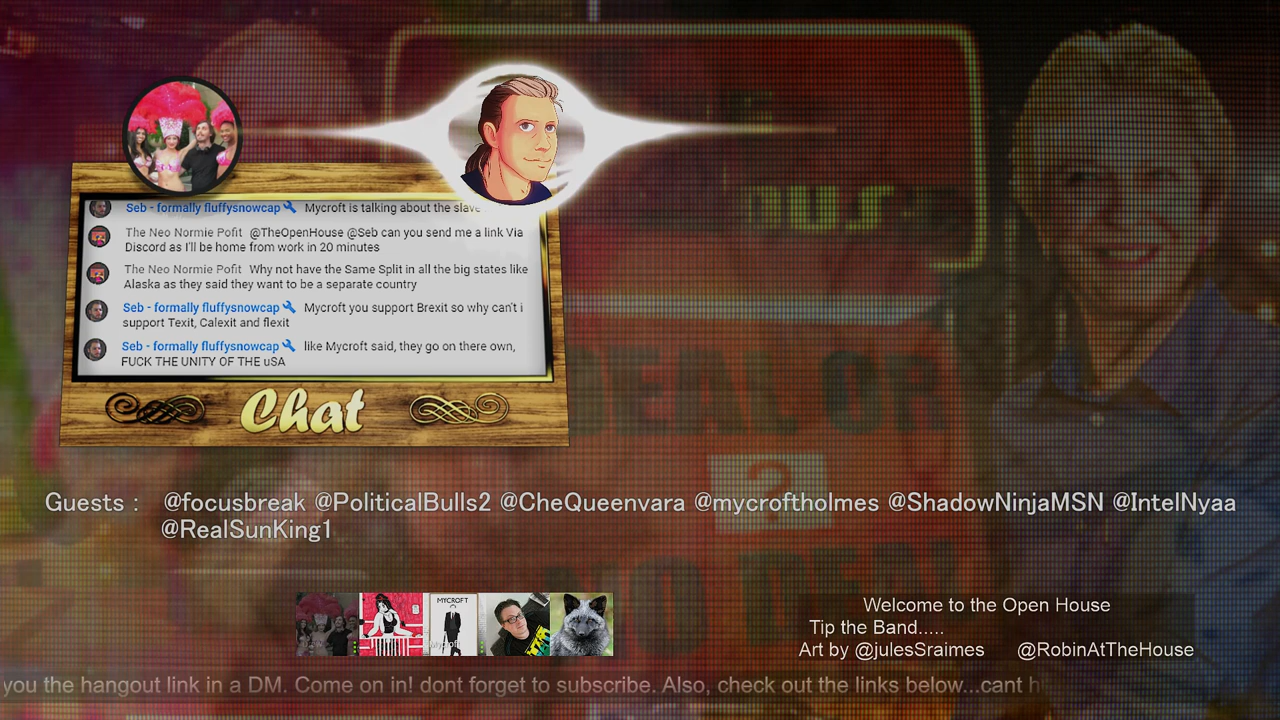 Seb - formally fluffysnowcap Mycroft is talking about the slave
The Neo Normie Pofit @TheOpenHouse @Seb can you send me a link Via
Discord as I'll be home from work in 20 minutes
The Neo Normie Pofit Why not have the Same Split in all the big states like
Alaska as they said they want to be a separate country
Seb - formally fluffysnowcap Mycroft you support Brexit so why can't i
support Texit, Calexit and flexit
Seb - formally fluffysnowcap like Mycroft said, they go on there own,
FUCK THE UNITY OF THE uSA
Chat
DEAL OR
?
NO DEAL
Guests : @focusbreak @PoliticalBulls2 @CheQueenvara @mycroftholmes @ShadowNinjaMSN @IntelNyaa
@RealSunKing1
MYCROFT
Welcome to the Open House
Tip the Band.....
Art by @julesSraimes @RobinAtTheHouse
you the hangout link in a DM. Come on in! dont forget to subscribe. Also, check out the links below...cant h